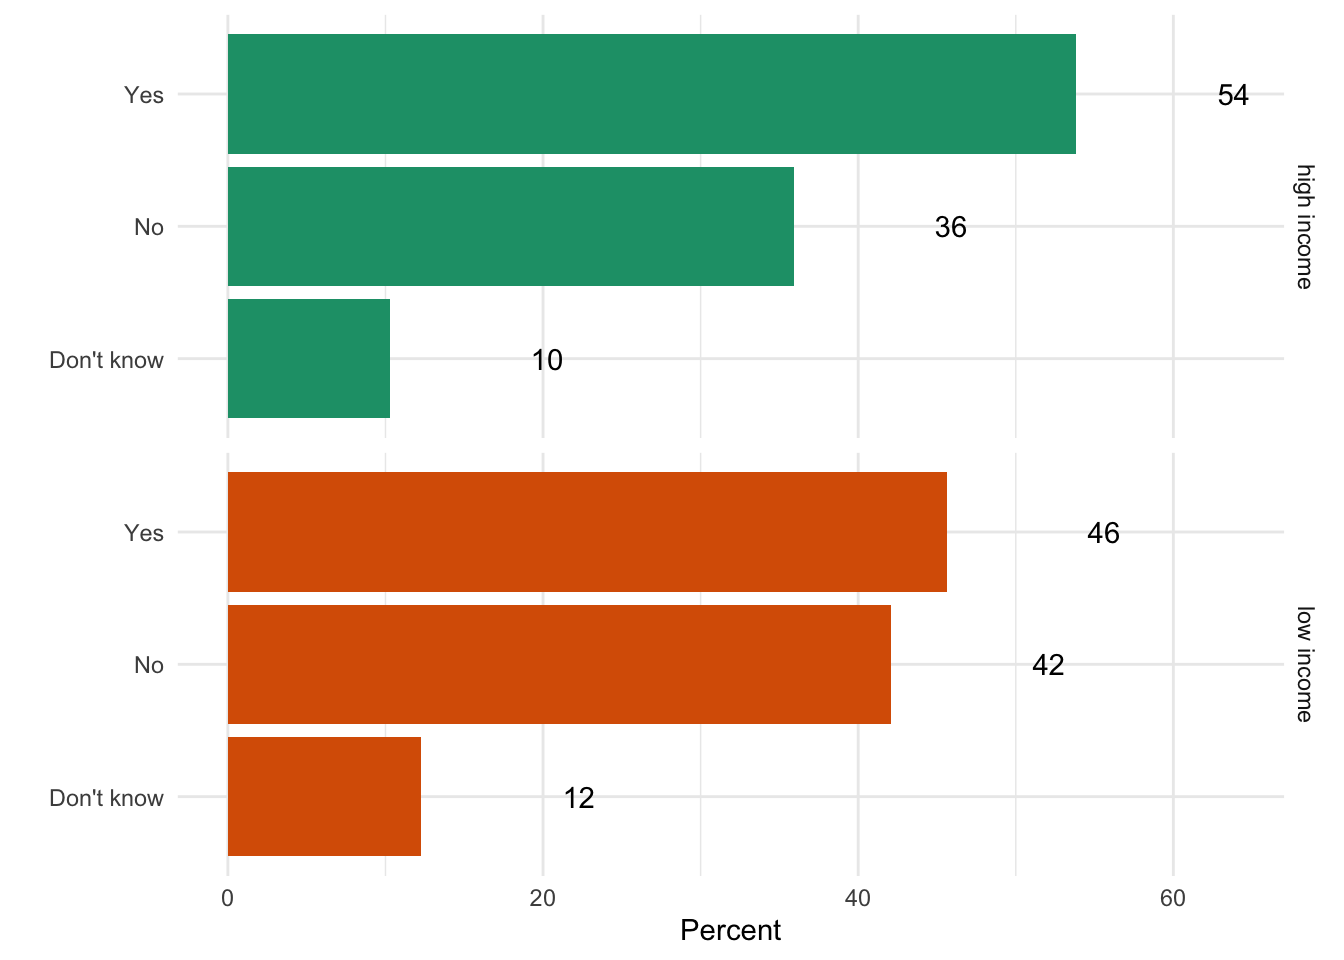 Yes
54
No
36
Don't know
10
high income
Yes
46
No
42
Don't know
12
low income
0 20 40 60
Percent